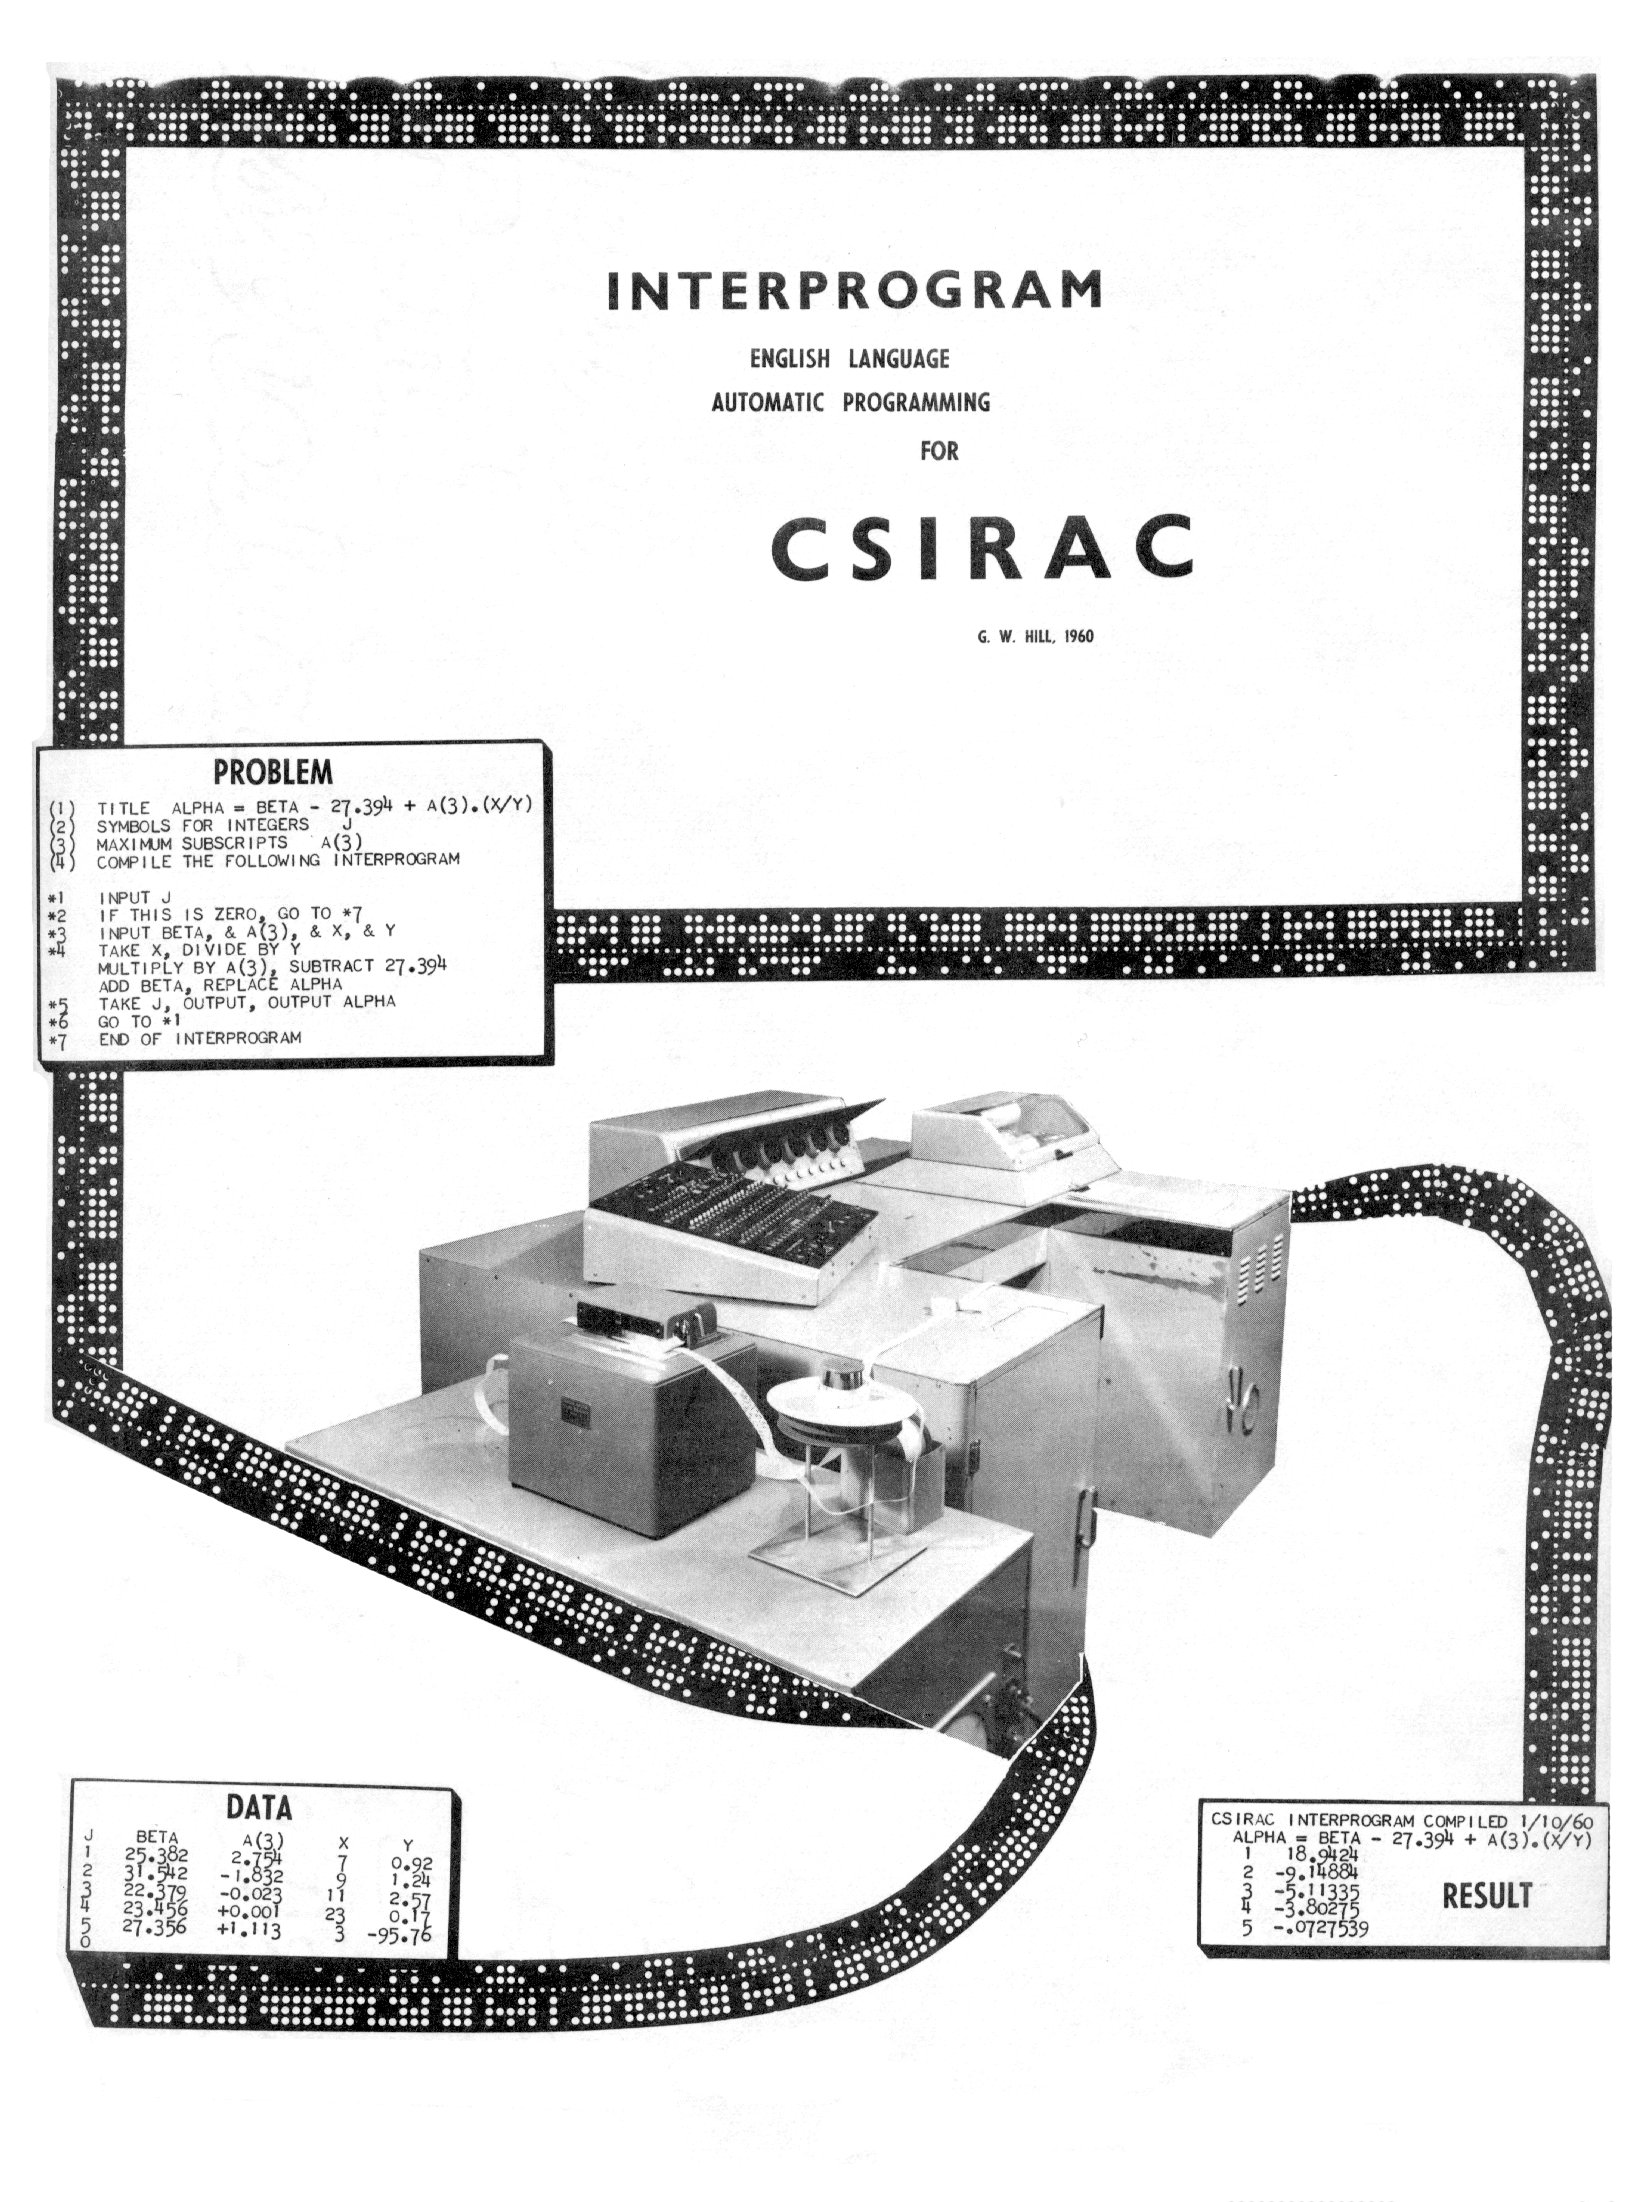 INTERPROGRAM
ENGLISH LANGUAGE
AUTOMATIC PROGRAMMING
FOR
CSIRAC
G. W. HILL, 1960
PROBLEM
(1) TITLE ALPHA = BETA - 27.394 + A(3).(X/Y)
(2) SYMBOLS FOR INTEGERS J
(3) MAXIMUM SUBSCRIPTS A(3)
(4) COMPILE THE FOLLOWING INTERPROGRAM
*1 INPUT J
*2 IF THIS IS ZERO, GO TO *7
*3 INPUT BETA, & A(3), & X, & Y
*4 TAKE X, DIVIDE BY Y
MULTIPLY BY A(3), SUBTRACT 27.394
ADD BETA, REPLACE ALPHA
*5 TAKE J, OUTPUT, OUTPUT ALPHA
*6 GO TO *1
*7 END OF INTERPROGRAM
DATA
J BETA A(3) X Y
1 25.382 2.754 7 0.92
2 31.542 -1.832 9 1.24
3 22.379 -0.023 11 2.57
4 23.456 +0.001 23 0.17
5 27.356 +1.113 3 -95.76
0
CSIRAC INTERPROGRAM COMPILED 1/10/60
ALPHA = BETA - 27.394 + A(3).(X/Y)
1 18.9424
2 -9.14884
3 -5.11335
4 -3.80275
5 -.0727539
RESULT